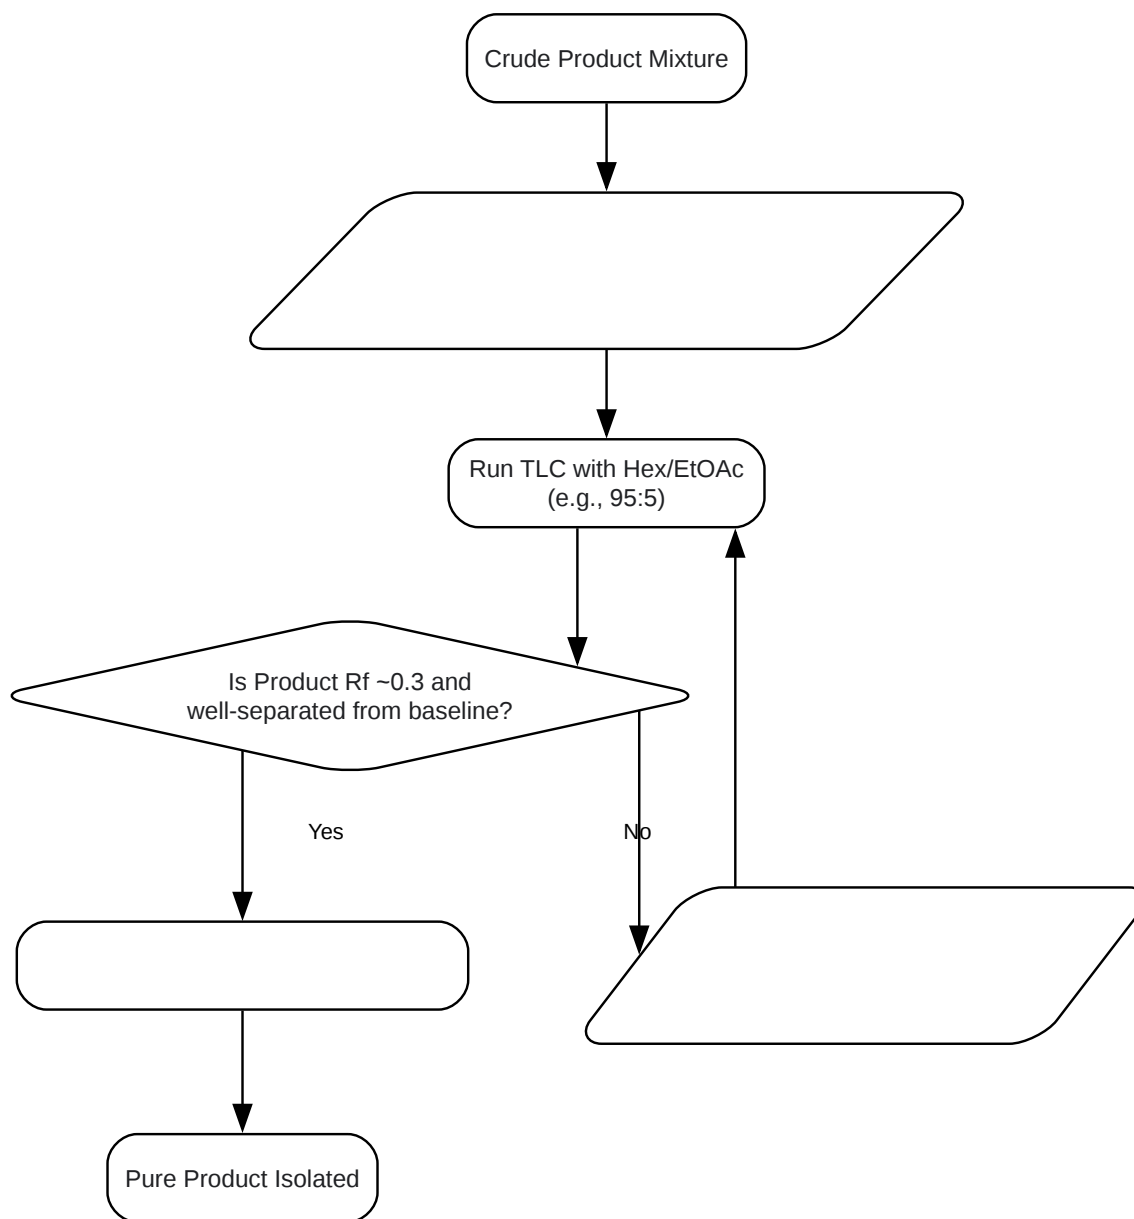 Crude Product Mixture
Run TLC with Hex/EtOAc
(e.g., 95:5)
Is Product Rf ~0.3 and
well-separated from baseline?
Yes
No
Pure Product Isolated